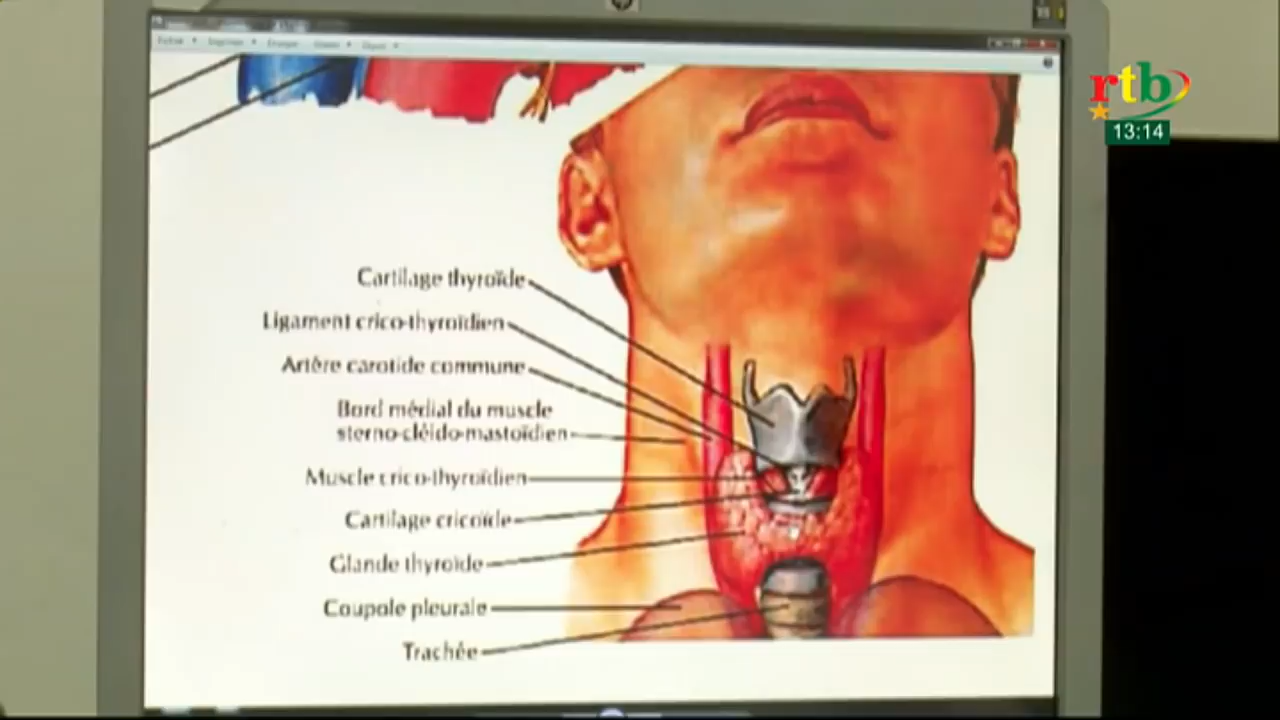 rtb
13:14
Cartilage thyroïde
Ligament crico-thyroïdien
Artère carotide commune
Bord médial du muscle
sterno-cléido-mastoïdien
Muscle crico-thyroïdien
Cartilage cricoïde
Glande thyroïde
Coupole pleurale
Trachée